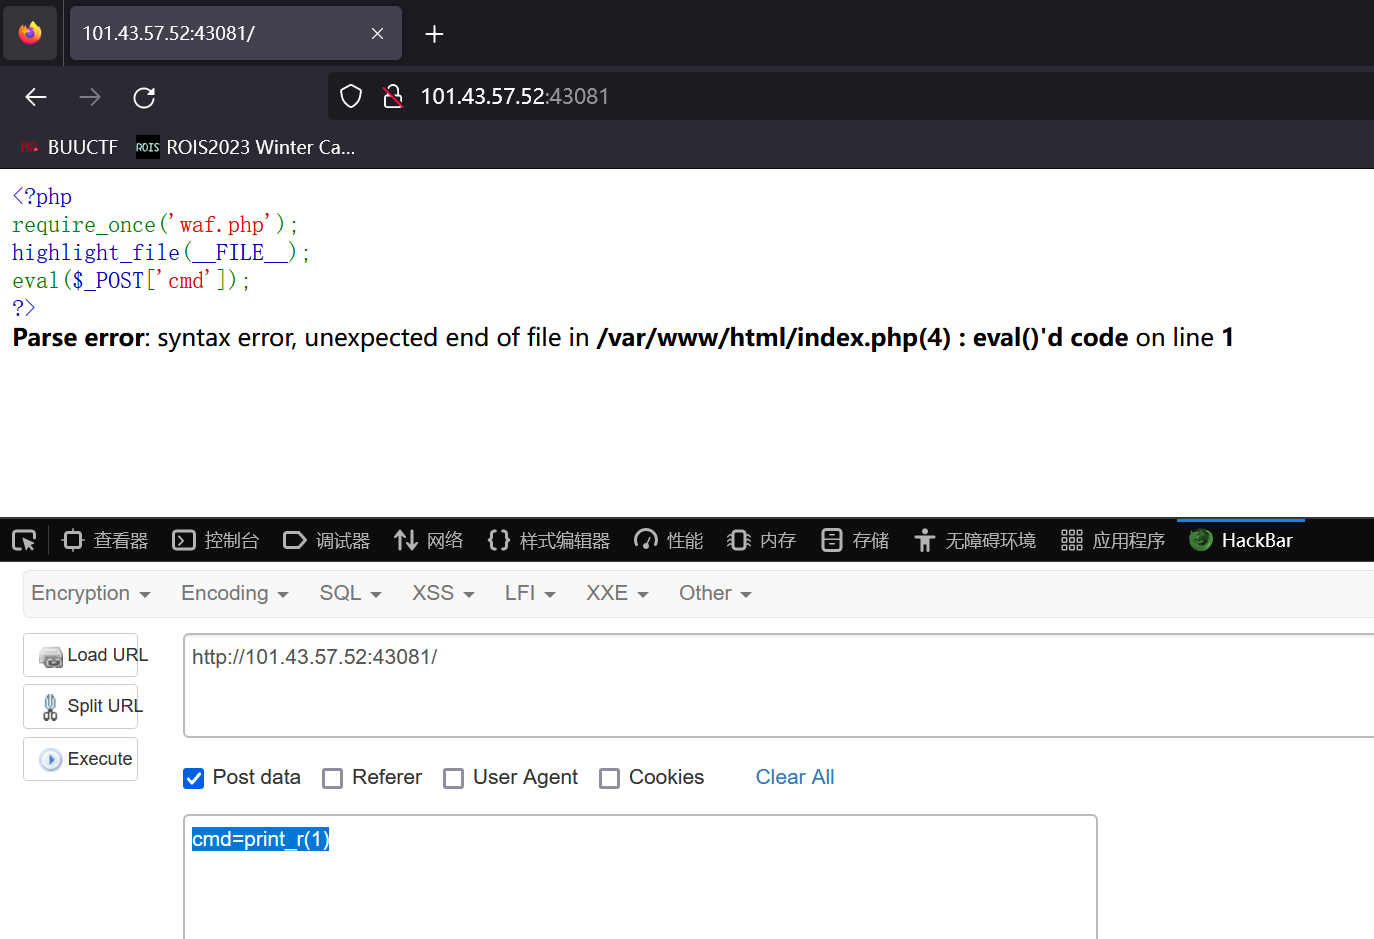 101.43.57.52:43081/
101.43.57.52:43081
BUUCTF ROIS ROIS2023 Winter Ca...
<?php
require_once('waf.php');
highlight_file(__FILE__);
eval($_POST['cmd']);
?>
Parse error: syntax error, unexpected end of file in /var/www/html/index.php(4) : eval()'d code on line 1
查看器 控制台 调试器 网络 样式编辑器 性能 内存 存储 无障碍环境 应用程序 HackBar
Encryption Encoding SQL XSS LFI XXE Other
Load URL
http://101.43.57.52:43081/
Split URL
Execute
Post data Referer User Agent Cookies Clear All
cmd=print_r(1)